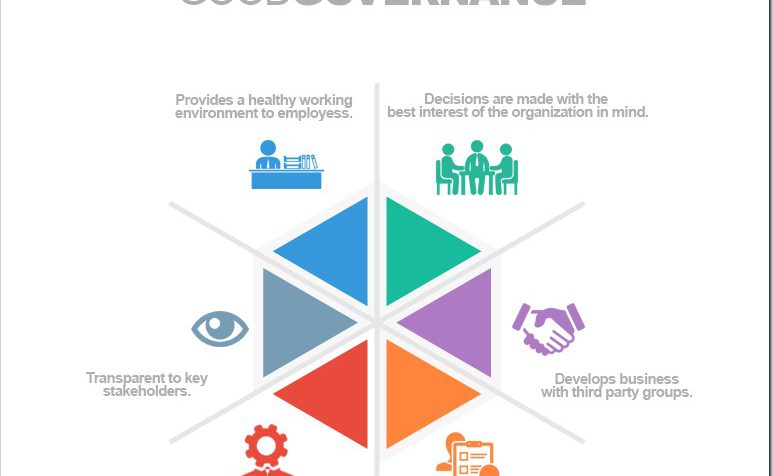 GOODGOVERNANCE
Provides a healthy working
environment to employess.
Decisions are made with the
best interest of the organization in mind.
Transparent to key
stakeholders.
Develops business
with third party groups.